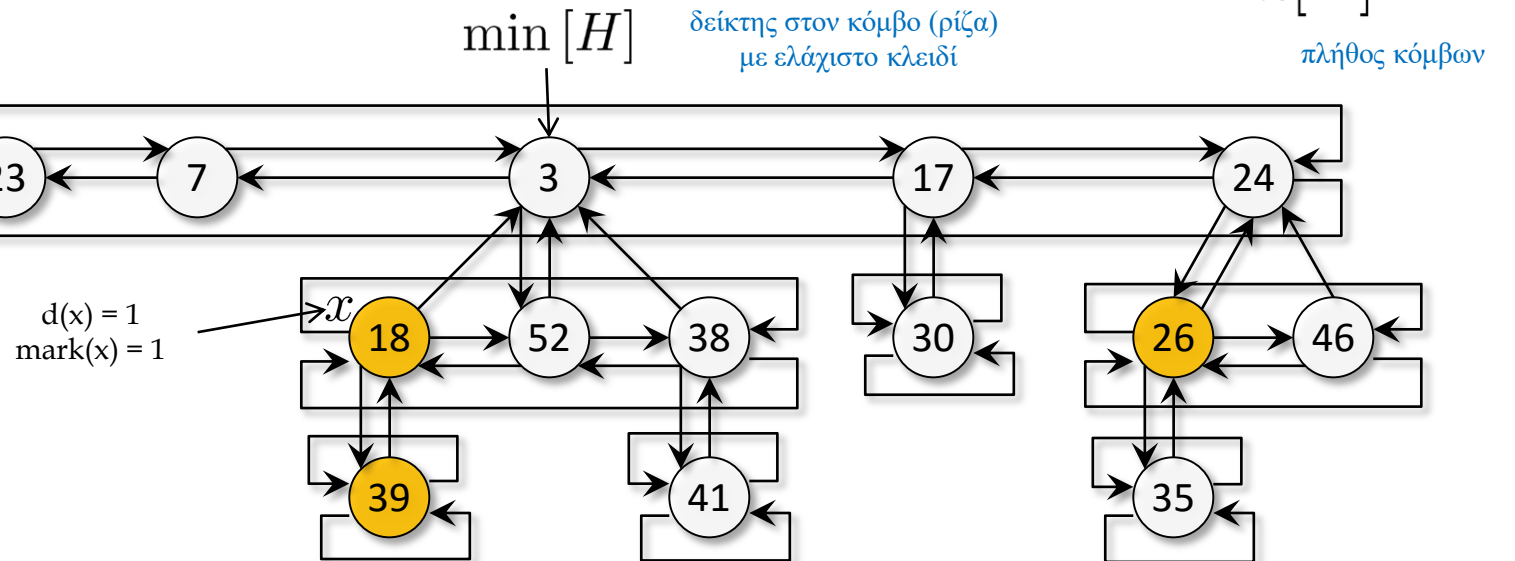 min [H]
δείκτης στον κόμβο (ρίζα)
με ελάχιστο κλειδί
πλήθος κόμβων
23 7 3 17 24
d(x) = 1
mark(x) = 1
x 18 52 38 30 26 46
39 41 35